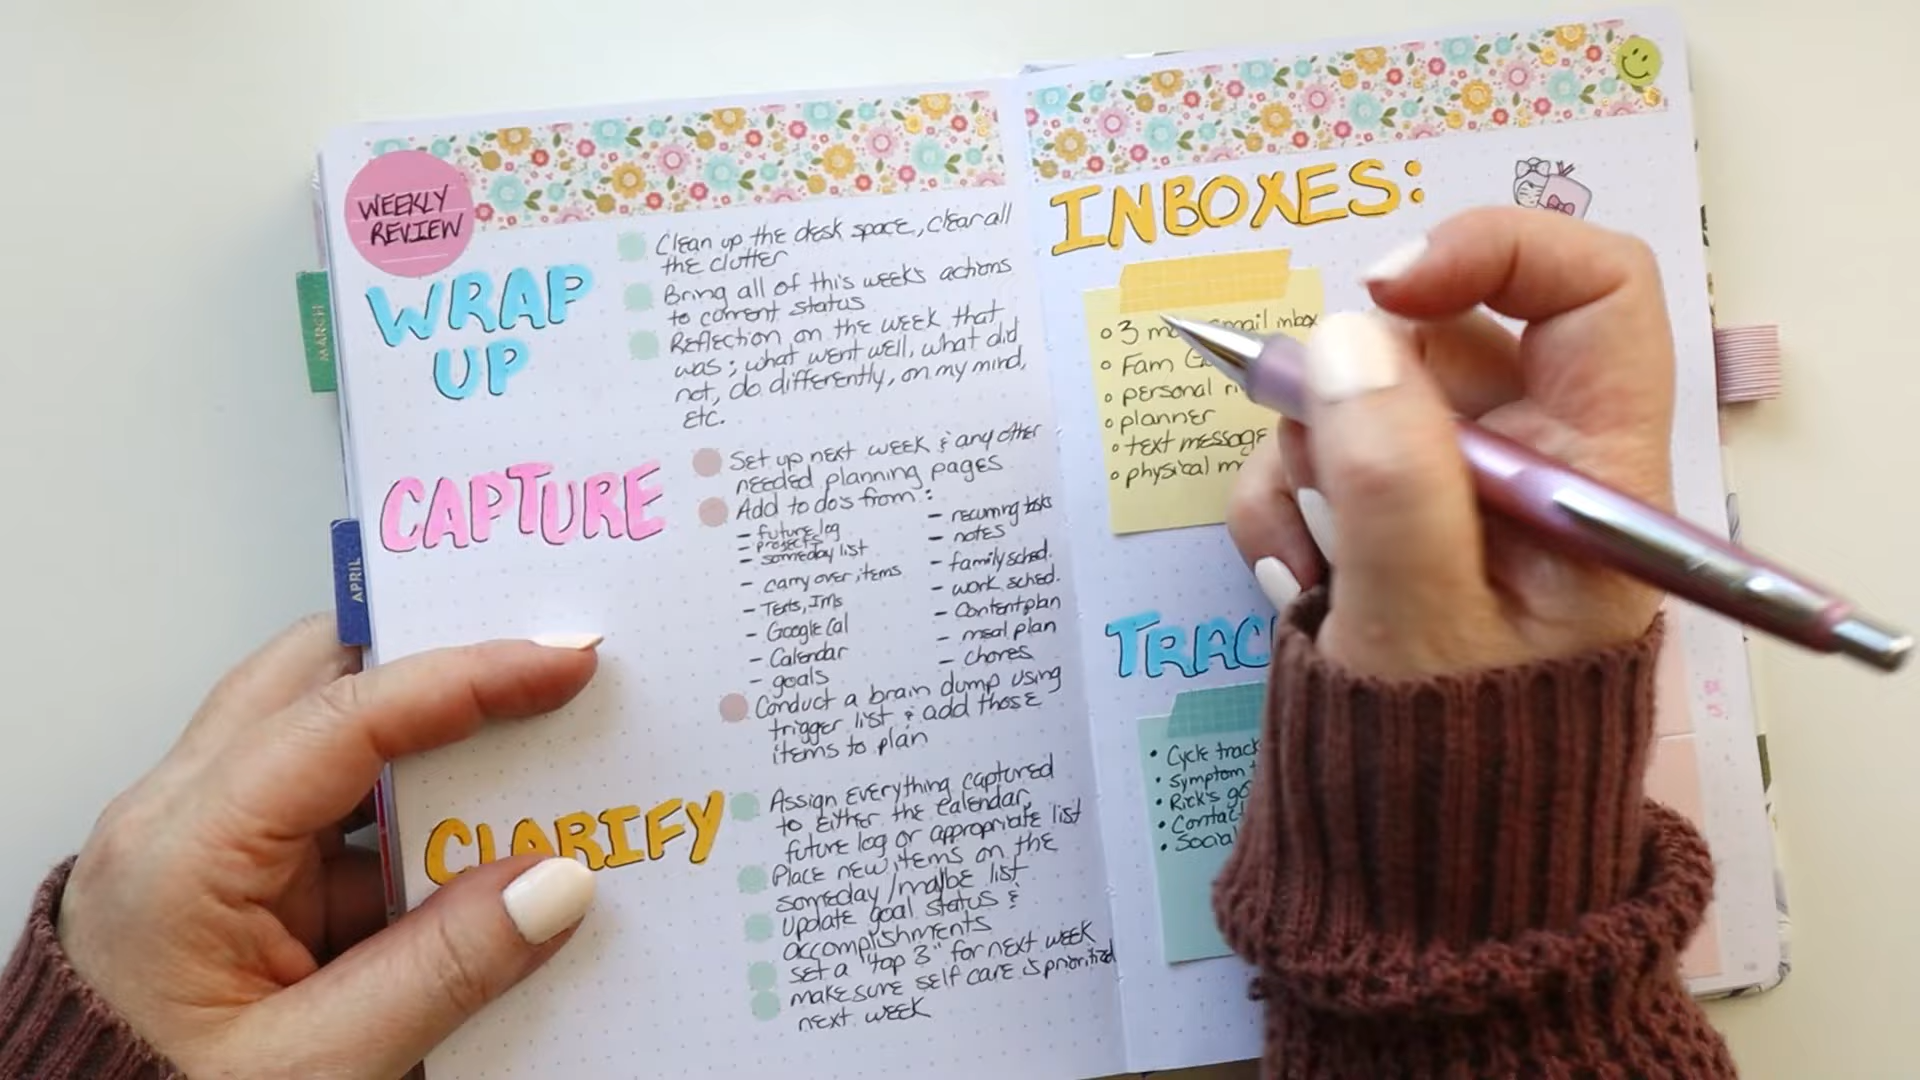 WEEKLY
REVIEW
WRAP
UP
Clean up the desk space, clear all
the clutter
Bring all of this weeks actions
to current status
Reflection on the week that
was; what went well, what did
not, do differently, on my mind,
etc.
CAPTURE
Set up next week & any other
needed planning pages
Add to do's from:
- future log
- projects
- someday list
- carry over items
- Texts, IMs
- Google Cal
- Calendar
- goals
- recurring tasks
- notes
- family sched.
- work sched.
- Content plan
- meal plan
- chores
Conduct a brain dump using
trigger list & add those
items to plan
CLARIFY
Assign everything captured
to either the calendar,
future log or appropriate list
Place new items on the
someday/maybe list
update goal status &
accomplishments
set a "top 3" for next week
make sure self care is prioritized
next week
INBOXES:
3 mail inbox
Fam
personal
planner
text message
physical
TRAC
Cycle track
Symptom
Rick's
Contact
Social
MARCH
APRIL